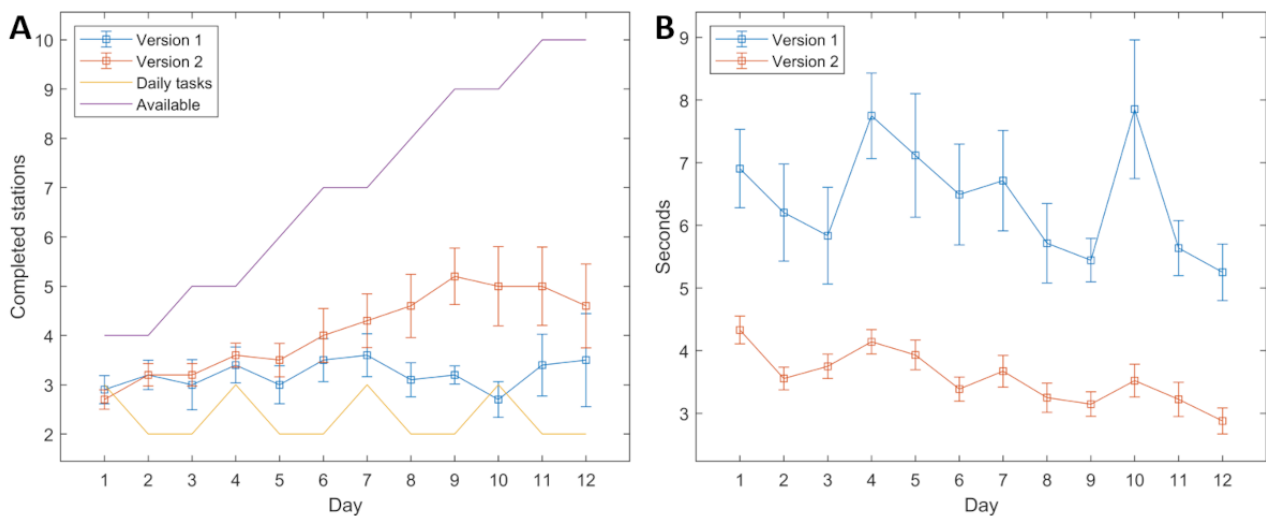 A
Version 1
Version 2
Daily tasks
Available
Completed stations
10
9
8
7
6
5
4
3
2
1 2 3 4 5 6 7 8 9 10 11 12
Day
B
Version 1
Version 2
Seconds
9
8
7
6
5
4
3
1 2 3 4 5 6 7 8 9 10 11 12
Day